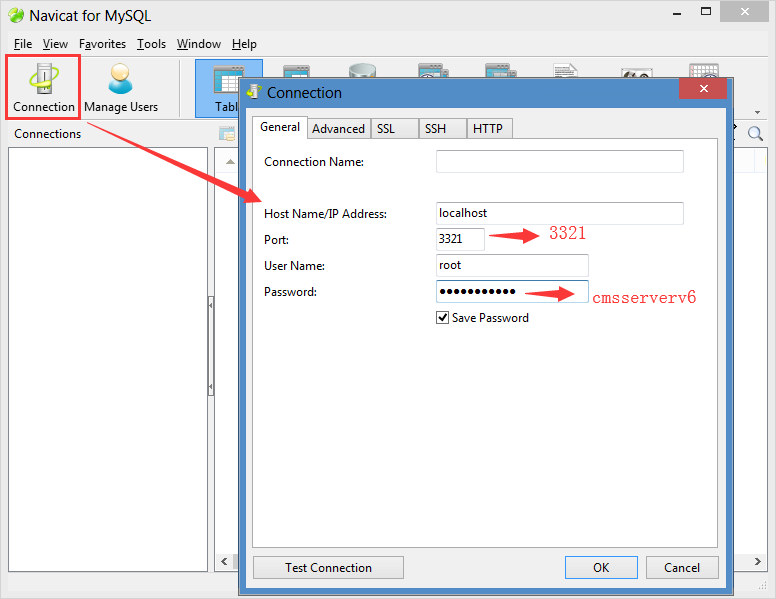 Navicat for MySQL
File View Favorites Tools Window Help
Connection Manage Users
Connections
Connection
General Advanced SSL SSH HTTP
Connection Name:
Host Name/IP Address: localhost
Port: 3321 3321
User Name: root
Password: cmsserverv6
Save Password
Test Connection OK Cancel